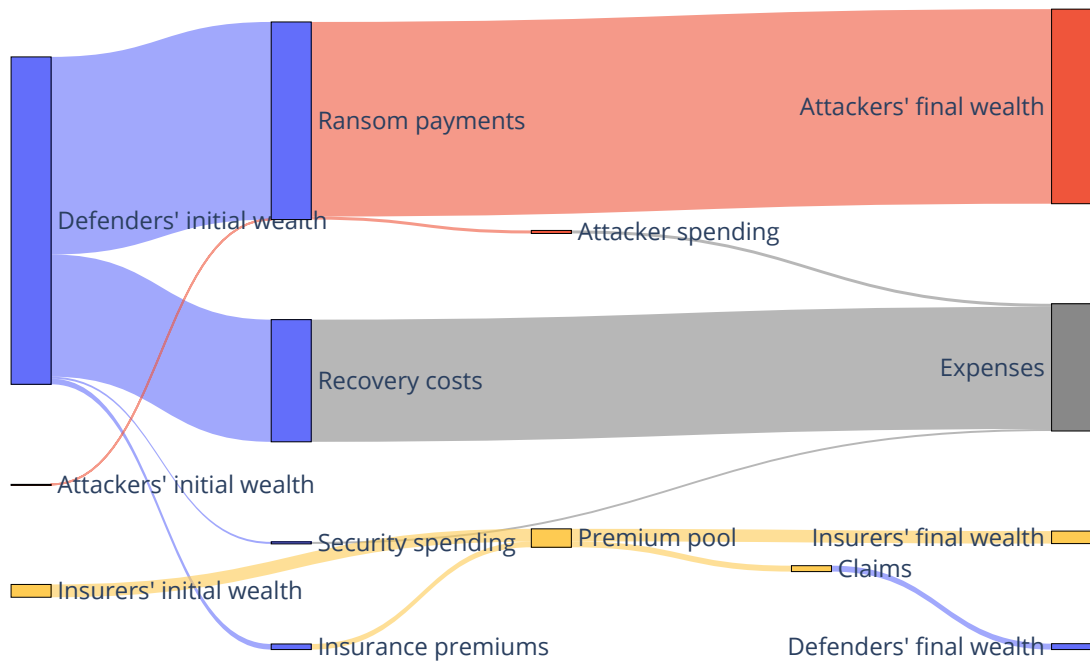 Defenders' initial wealth
Attackers' initial wealth
Insurers' initial wealth
Ransom payments
Recovery costs
Security spending
Insurance premiums
Attacker spending
Premium pool
Claims
Attackers' final wealth
Expenses
Insurers' final wealth
Defenders' final wealth